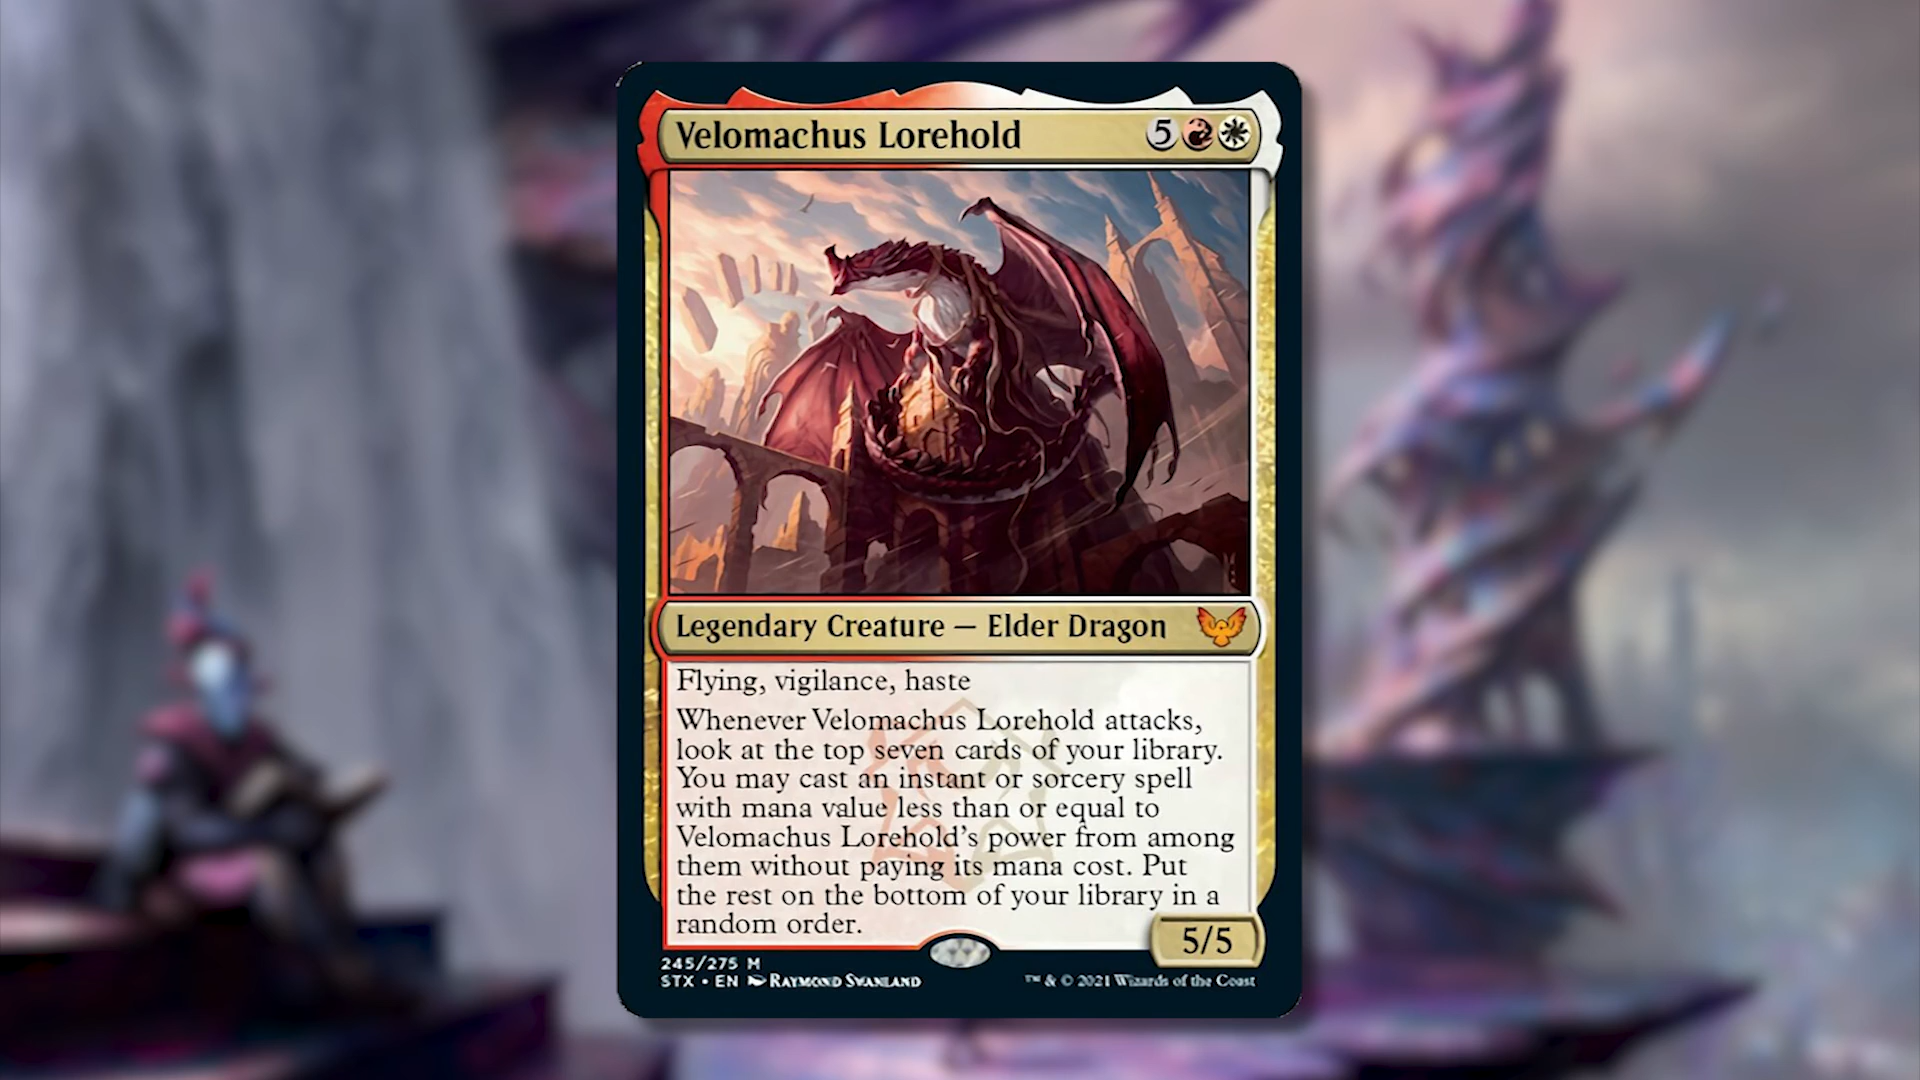 Velomachus Lorehold 5
Legendary Creature — Elder Dragon
Flying, vigilance, haste
Whenever Velomachus Lorehold attacks,
look at the top seven cards of your library.
You may cast an instant or sorcery spell
with mana value less than or equal to
Velomachus Lorehold's power from among
them without paying its mana cost. Put
the rest on the bottom of your library in a
random order.
5/5
245/275 M
STX • EN Raymond Swanland
™ & © 2021 Wizards of the Coast